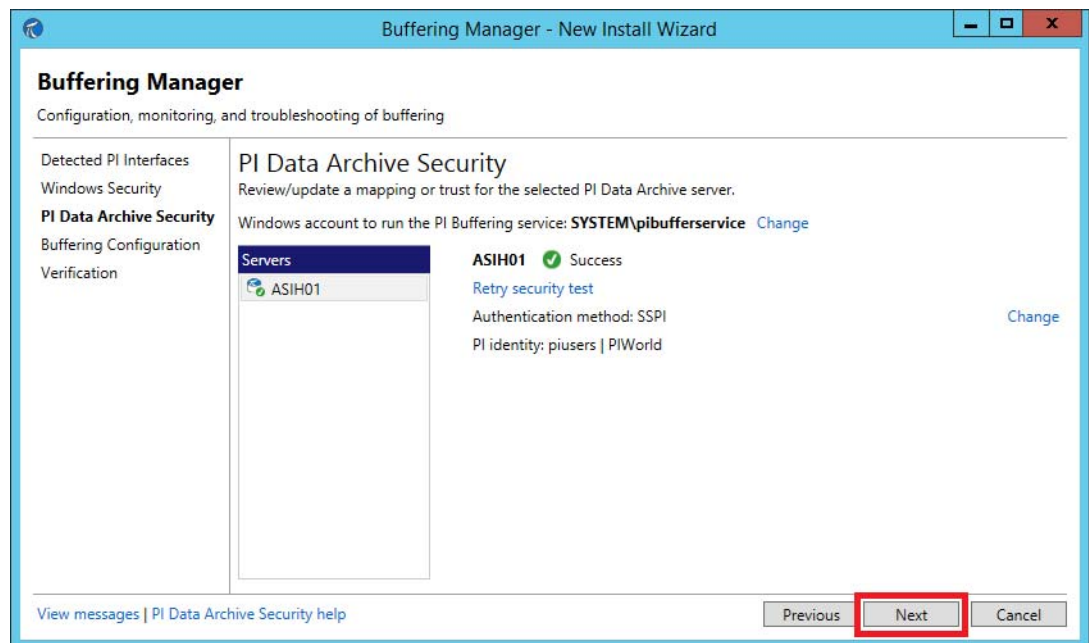 Buffering Manager - New Install Wizard
Buffering Manager
Configuration, monitoring, and troubleshooting of buffering
Detected PI Interfaces
Windows Security
PI Data Archive Security
Buffering Configuration
Verification
PI Data Archive Security
Review/update a mapping or trust for the selected PI Data Archive server.
Windows account to run the PI Buffering service: SYSTEM\pibufferservice Change
Servers
ASIH01
ASIH01 Success
Retry security test
Authentication method: SSPI Change
PI identity: piusers | PIWorld
View messages | PI Data Archive Security help
Previous Next Cancel